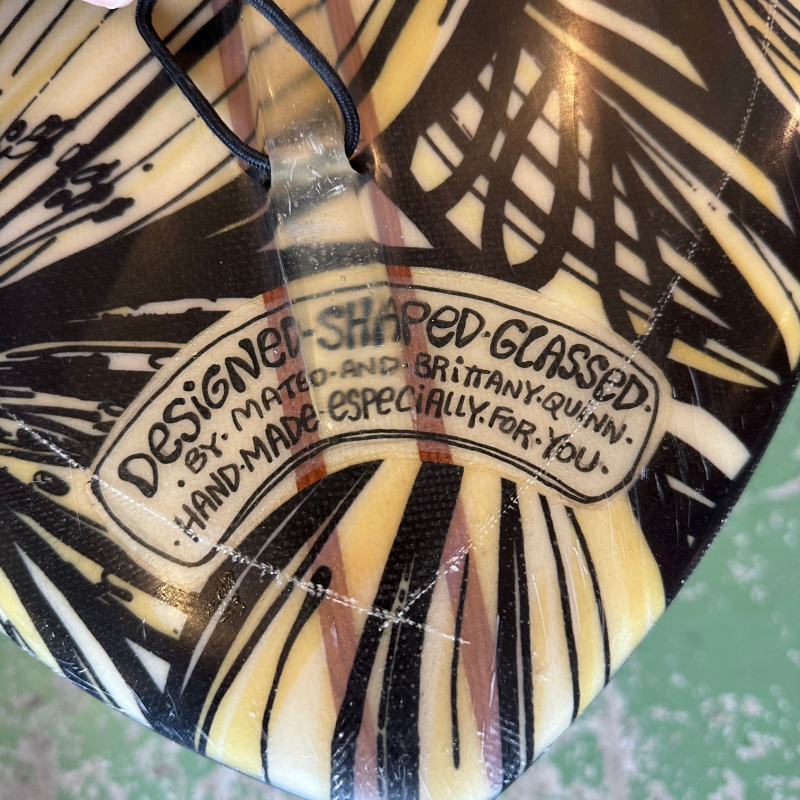 DESIGNED·SHAPED·GLASSED·
·BY·MATEO·AND·BRITTANY·QUINN·
·HAND·MADE·ESPECIALLY·FOR·YOU·